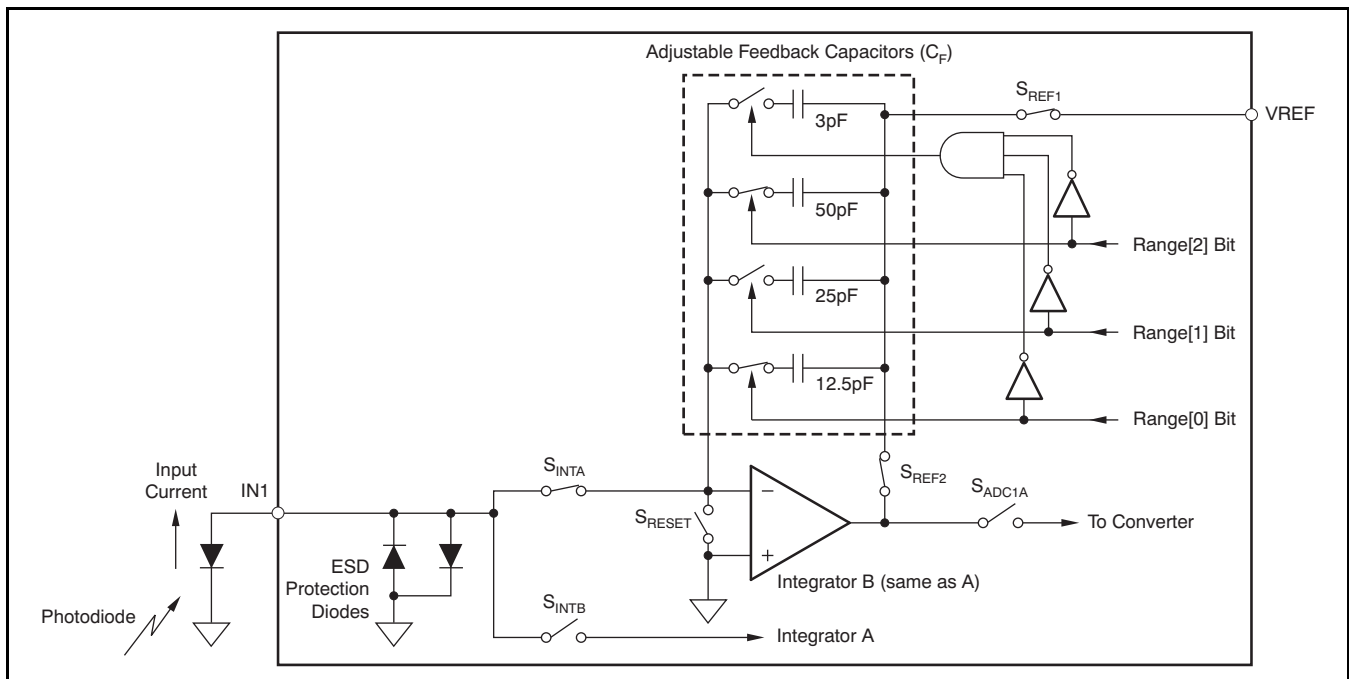 Adjustable Feedback Capacitors (CF)
SREF1
VREF
3pF
50pF
Range[2] Bit
25pF
Range[1] Bit
12.5pF
Range[0] Bit
Input
Current
IN1
SINTA
SREF2
SADC1A
SRESET
−
+
To Converter
Integrator B (same as A)
ESD
Protection
Diodes
Photodiode
SINTB
Integrator A